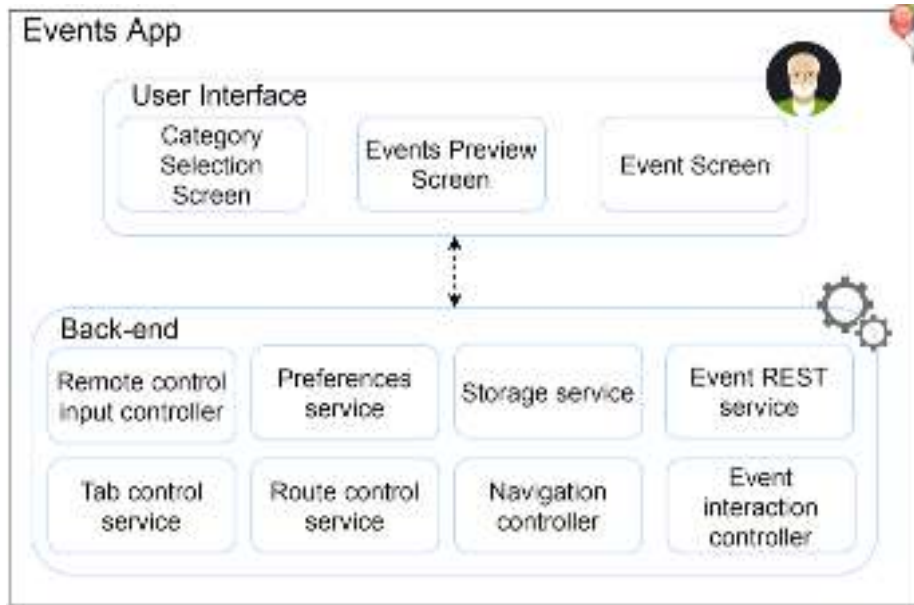 Events App
User Interface
Category
Selection
Screen
Events Preview
Screen
Event Screen
Back-end
Remote control
input controller
Preferences
service
Storage service
Event REST
service
Tab control
service
Route control
service
Navigation
controller
Event
interaction
controller